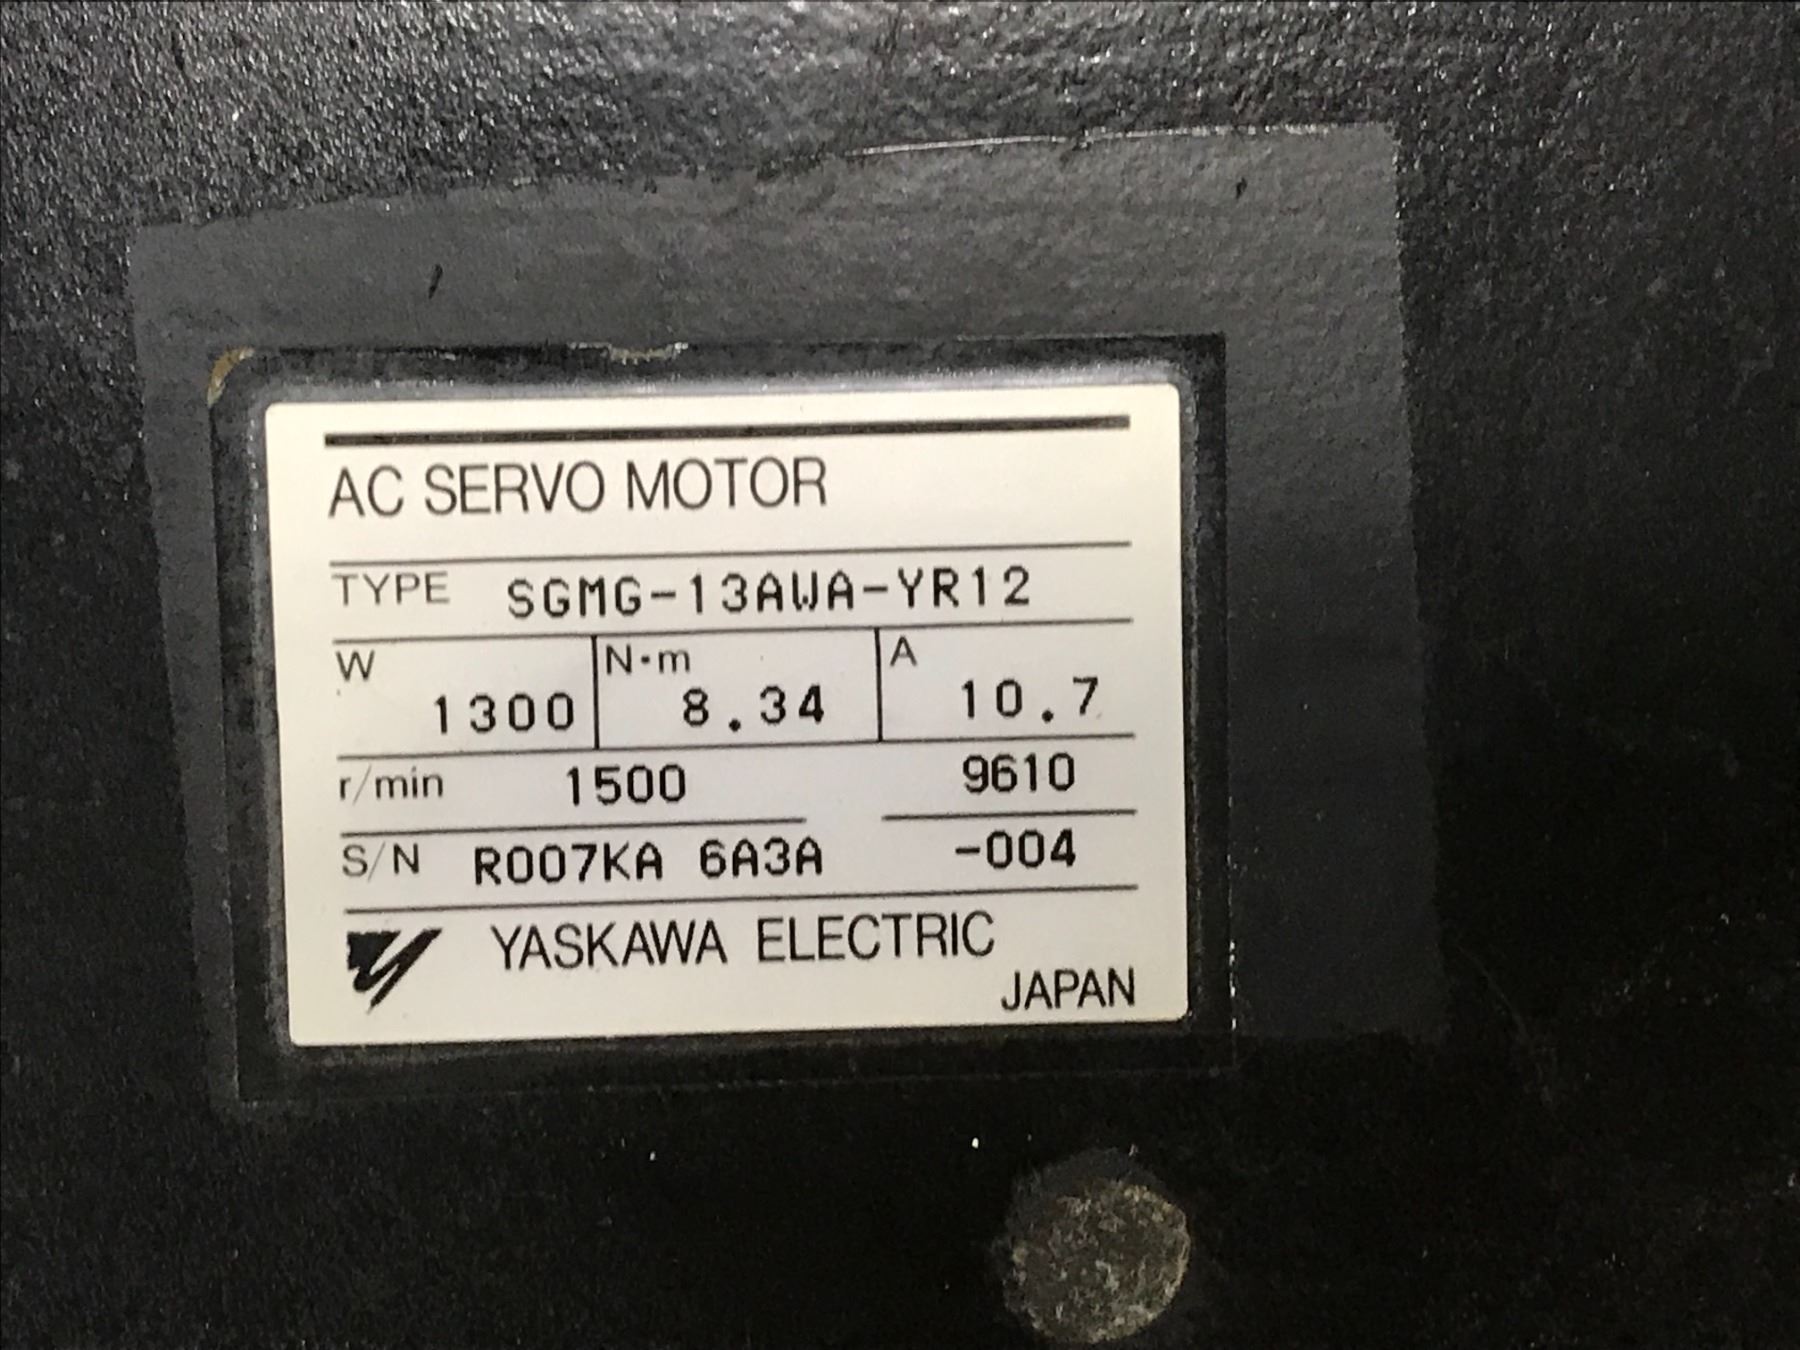 AC SERVO MOTOR
TYPE SGMG-13AWA-YR12
W N·m A
1300 8.34 10.7
r/min 1500 9610
S/N R007KA 6A3A -004
YASKAWA ELECTRIC
JAPAN